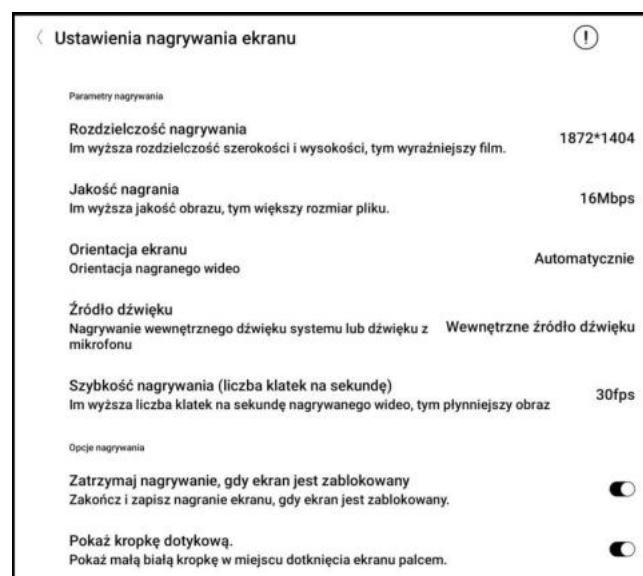 Ustawienia nagrywania ekranu
Parametry nagrywania
Rozdzielczość nagrywania
Im wyższa rozdzielczość szerokości i wysokości, tym wyraźniejszy film.
1872*1404
Jakość nagrania
Im wyższa jakość obrazu, tym większy rozmiar pliku.
16Mbps
Orientacja ekranu
Orientacja nagranego wideo
Automatycznie
Źródło dźwięku
Nagrywanie wewnętrznego dźwięku systemu lub dźwięku z
mikrofonu
Wewnętrzne źródło dźwięku
Szybkość nagrywania (liczba klatek na sekundę)
Im wyższa liczba klatek na sekundę nagrywanego wideo, tym płynniejszy obraz
30fps
Opcje nagrywania
Zatrzymaj nagrywanie, gdy ekran jest zablokowany
Zakończ i zapisz nagranie ekranu, gdy ekran jest zablokowany.
Pokaż kropkę dotykową.
Pokaż małą białą kropkę w miejscu dotknięcia ekranu palcem.